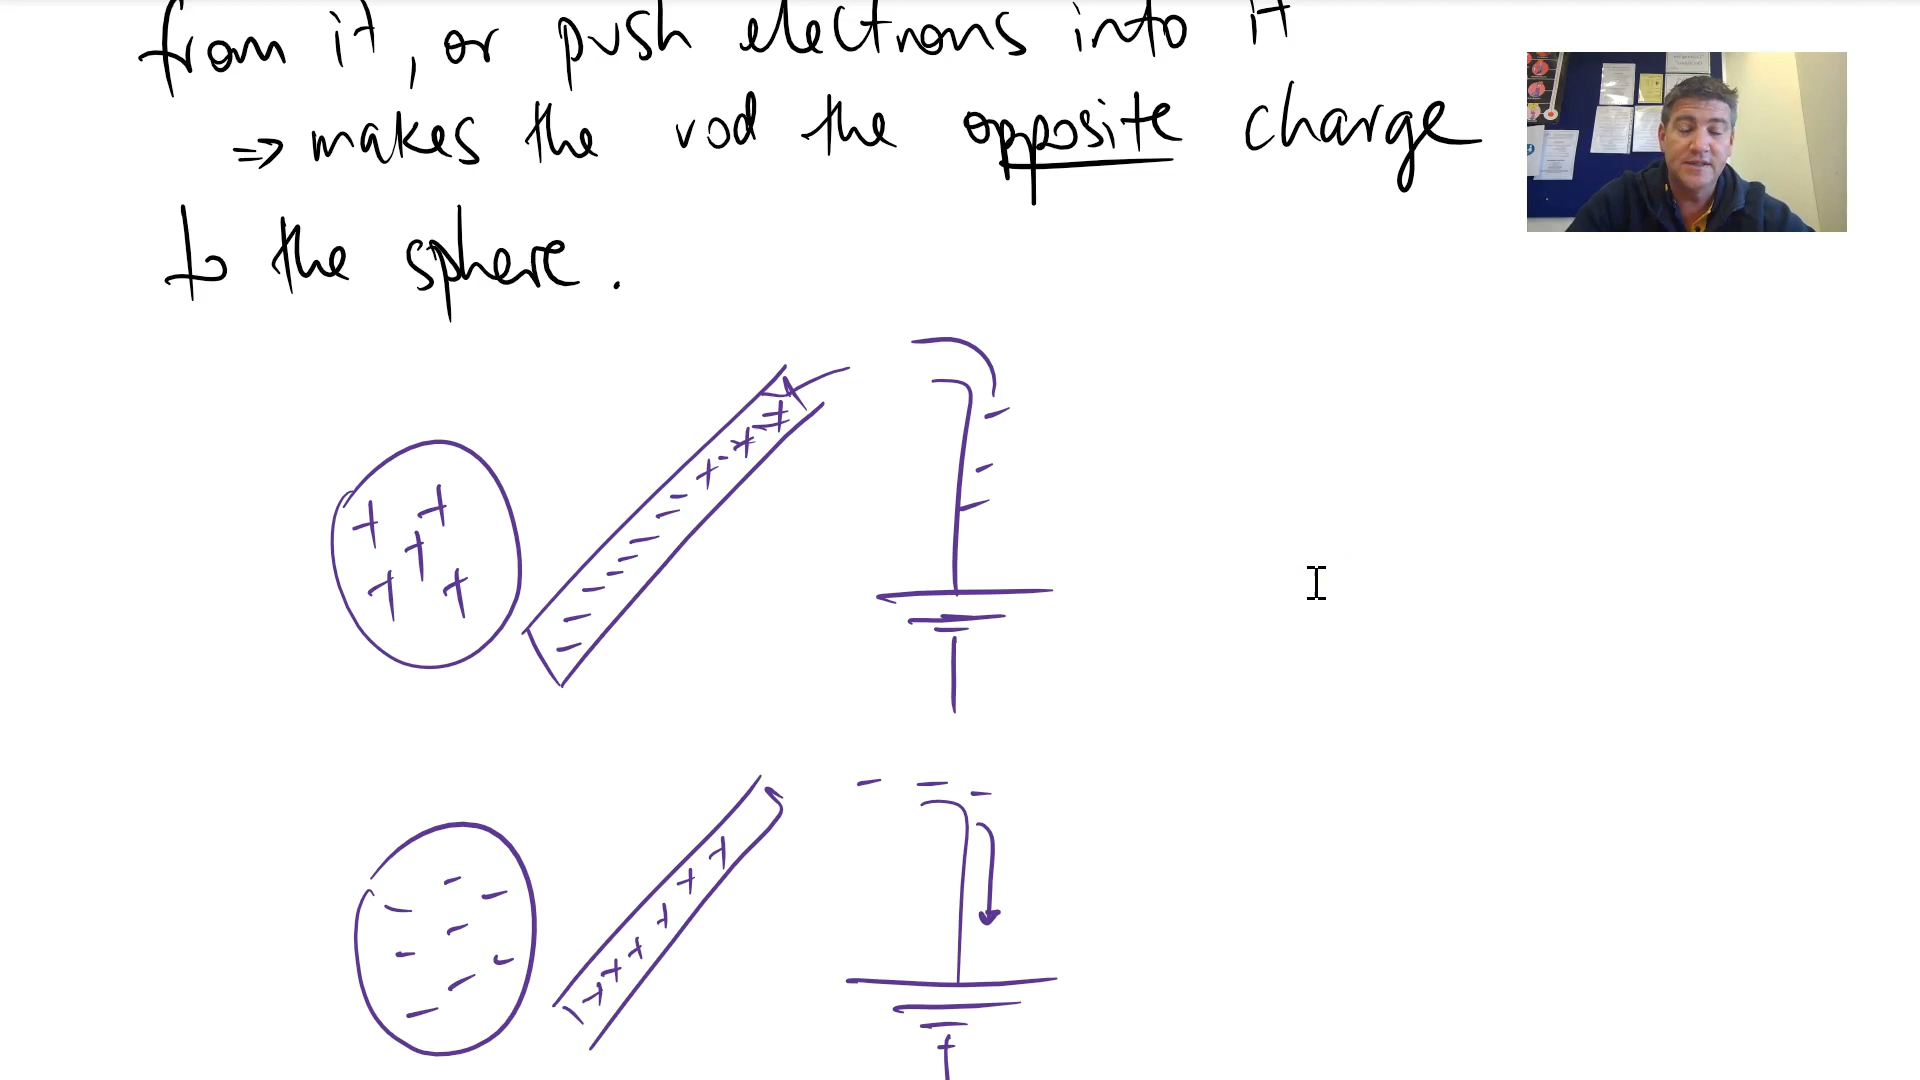 from it, or push electrons into it
=> makes the rod the opposite charge
to the sphere.